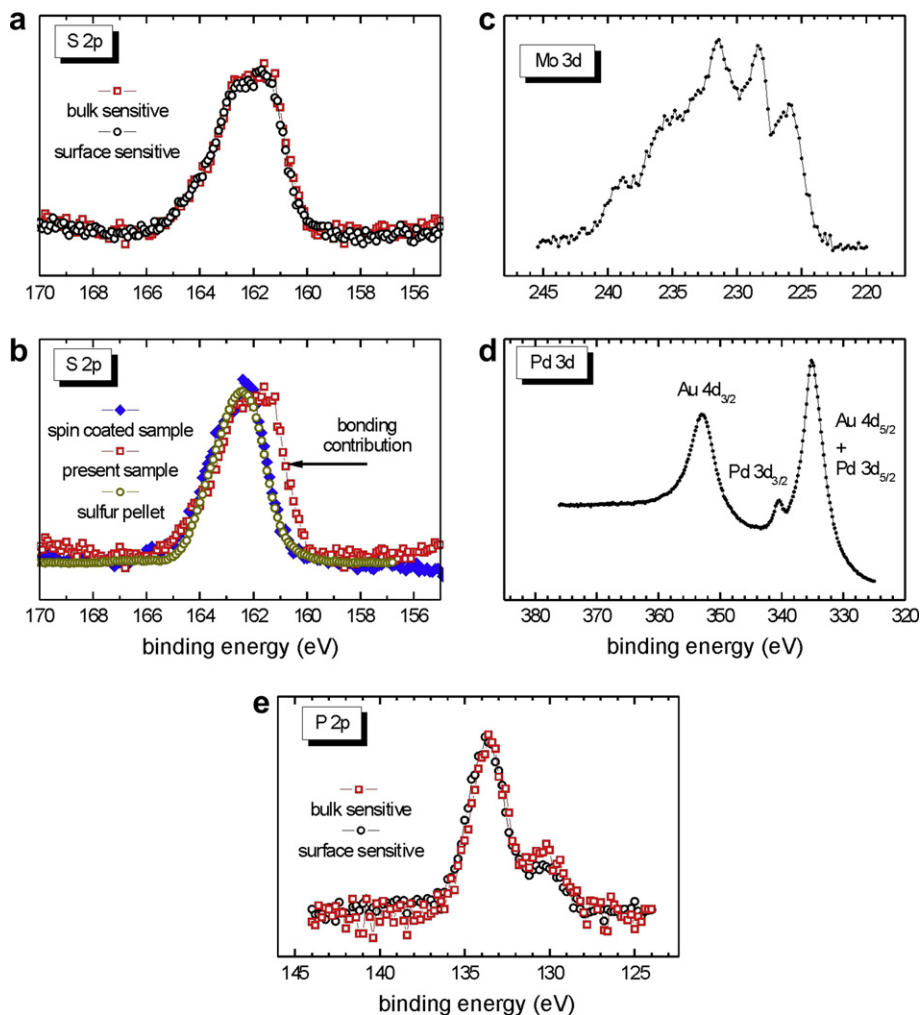 a
S 2p
bulk sensitive
surface sensitive
170 168 166 164 162 160 158 156
c
Mo 3d
245 240 235 230 225 220
b
S 2p
spin coated sample
present sample
sulfur pellet
bonding
contribution
170 168 166 164 162 160 158 156
binding energy (eV)
d
Pd 3d
Au 4d3/2
Pd 3d3/2
Au 4d5/2
+
Pd 3d5/2
380 370 360 350 340 330 320
binding energy (eV)
e
P 2p
bulk sensitive
surface sensitive
145 140 135 130 125
binding energy (eV)